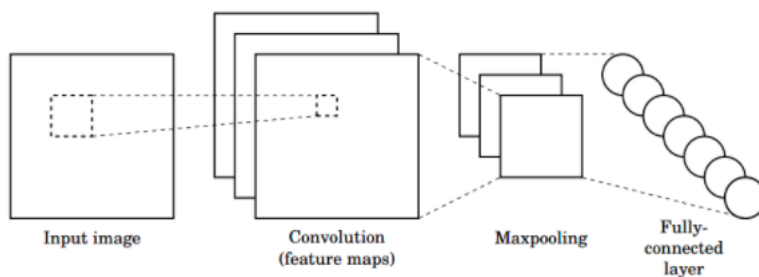 Input image
Convolution
(feature maps)
Maxpooling
Fully-
connected
layer